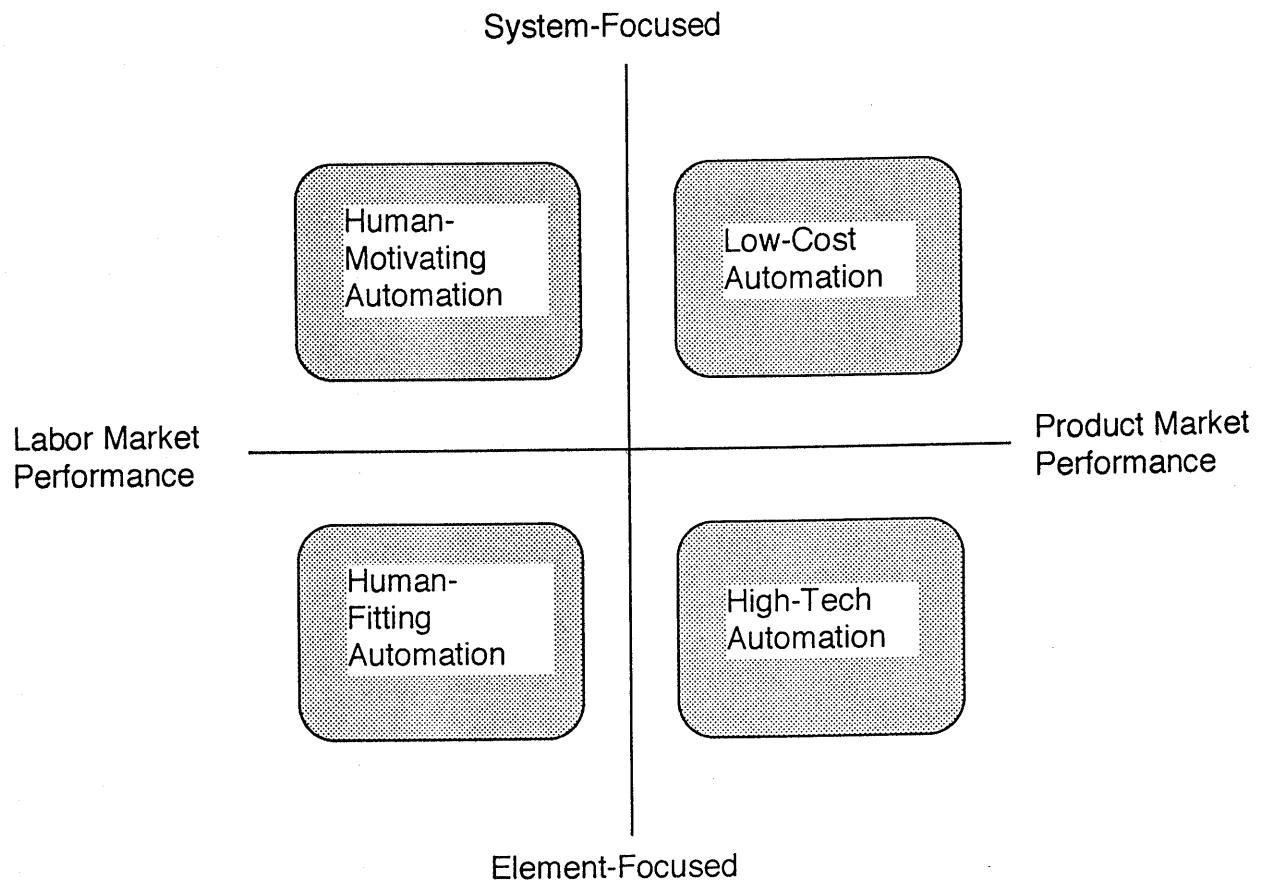 System-Focused
Human-
Motivating
Automation
Low-Cost
Automation
Labor Market
Performance
Product Market
Performance
Human-
Fitting
Automation
High-Tech
Automation
Element-Focused